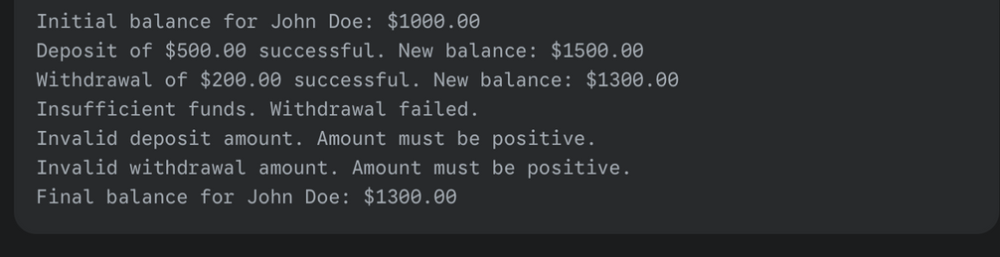 Initial balance for John Doe: $1000.00
Deposit of $500.00 successful. New balance: $1500.00
Withdrawal of $200.00 successful. New balance: $1300.00
Insufficient funds. Withdrawal failed.
Invalid deposit amount. Amount must be positive.
Invalid withdrawal amount. Amount must be positive.
Final balance for John Doe: $1300.00